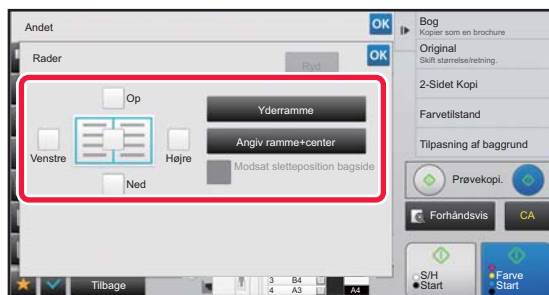 Andet
OK
Rader
Ryd
OK
Op
Venstre
Højre
Ned
Yderramme
Angiv ramme+center
Modsat sletteposition bagside
Tilbage
3 B4
4 A3
A4
Bog
Kopier som en brochure
Original
Skift størrelse/retning.
2-Sidet Kopi
Farvetilstand
Tilpasning af baggrund
Prøvekopi.
Forhåndsvis
CA
S/H
Start
Farve
Start